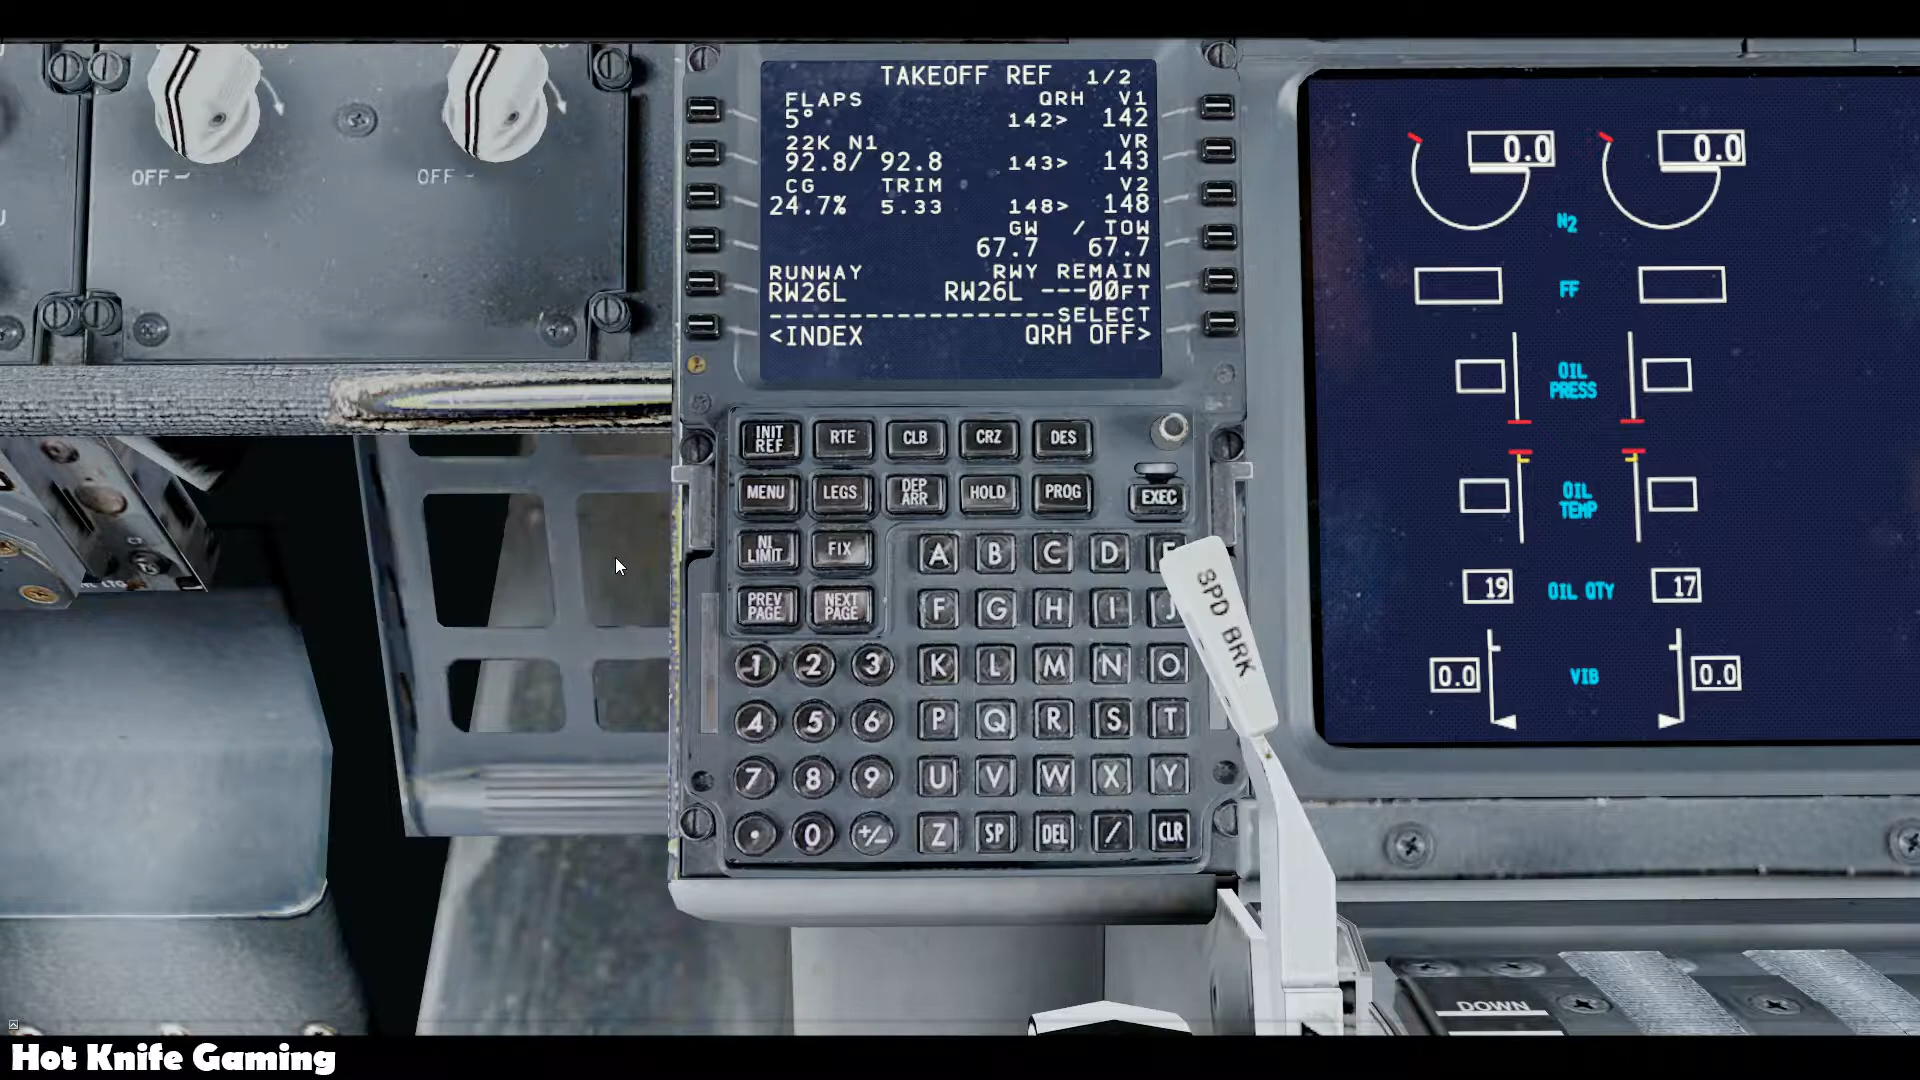 TAKEOFF REF 1/2
FLAPS QRH V1
5° 142> 142
22K N1 VR
92.8/ 92.8 143> 143
CG TRIM V2
24.7% 5.33 148> 148
GW / TOW
67.7 67.7
RUNWAY RWY REMAIN
RW26L RW26L ---00FT
------------------SELECT
<INDEX QRH OFF>
OFF
OFF
INIT REF
RTE
CLB
CRZ
DES
MENU
LEGS
DEP ARR
HOLD
PROG
EXEC
N1 LIMIT
FIX
A B C D
PREV PAGE
NEXT PAGE
F G H I J
1 2 3 K L M N O
4 5 6 P Q R S T
7 8 9 U V W X Y
. 0 +/- Z SP DEL / CLR
SPD BRK
0.0 0.0
N2
FF
OIL PRESS
OIL TEMP
19 OIL QTY 17
0.0 VIB 0.0
DOWN
Hot Knife Gaming